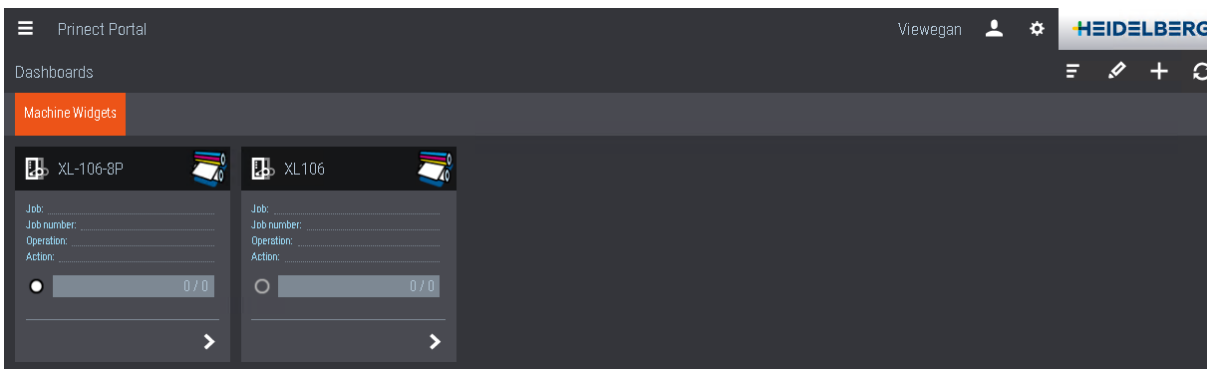 Prinect Portal
Viewegan
HEIDELBERG
Dashboards
Machine Widgets
XL-106-8P
Job:
Job number:
Operation:
Action:
0 / 0
XL106
Job:
Job number:
Operation:
Action:
0 / 0